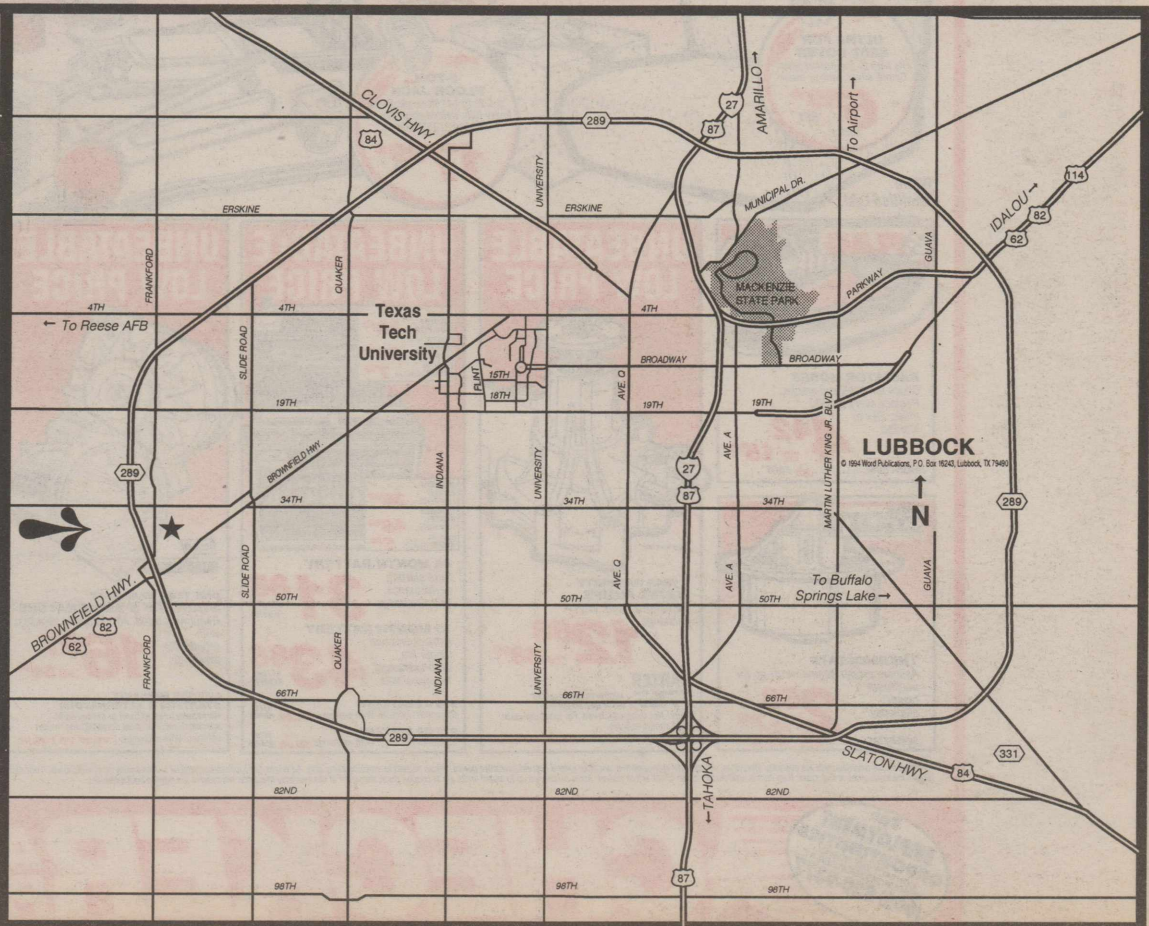 CLOVIS HWY.
84
289
27
87
AMARILLO →
To Airport →
114
IDALOU →
82
62
ERSKINE
UNIVERSITY
ERSKINE
MUNICIPAL DR.
FRANKFORD
QUAKER
GUAVA
MACKENZIE
STATE PARK
PARKWAY
4TH
← To Reese AFB
4TH
Texas
Tech
University
4TH
SLIDE ROAD
FLINT
15TH
18TH
BROADWAY
BROADWAY
AVE. Q
19TH
19TH
19TH
289
BROWNFIELD HWY.
INDIANA
UNIVERSITY
27
87
AVE. A
MARTIN LUTHER KING JR. BLVD.
LUBBOCK
© 1994 Word Publications, P.O. Box 16243, Lubbock, TX 79490
↑
N
289
34TH
34TH
34TH
★
SLIDE ROAD
AVE. Q
AVE. A
GUAVA
To Buffalo
Springs Lake →
50TH
50TH
50TH
BROWNFIELD HWY.
82
62
FRANKFORD
QUAKER
INDIANA
UNIVERSITY
66TH
66TH
66TH
289
331
SLATON HWY.
84
←TAHOKA
82ND
82ND
82ND
87
98TH
98TH
98TH